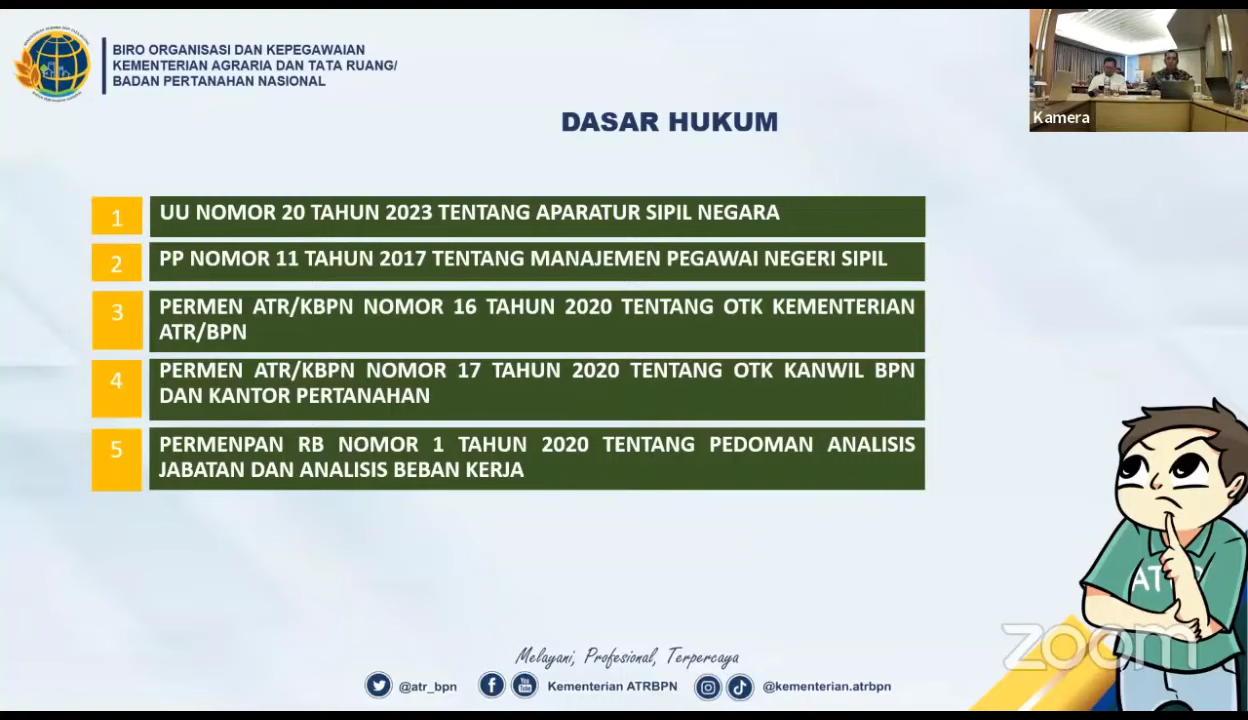 BIRO ORGANISASI DAN KEPEGAWAIAN
KEMENTERIAN AGRARIA DAN TATA RUANG/
BADAN PERTANAHAN NASIONAL
Kamera
DASAR HUKUM
1
UU NOMOR 20 TAHUN 2023 TENTANG APARATUR SIPIL NEGARA
2
PP NOMOR 11 TAHUN 2017 TENTANG MANAJEMEN PEGAWAI NEGERI SIPIL
3
PERMEN ATR/KBPN NOMOR 16 TAHUN 2020 TENTANG OTK KEMENTERIAN
ATR/BPN
4
PERMEN ATR/KBPN NOMOR 17 TAHUN 2020 TENTANG OTK KANWIL BPN
DAN KANTOR PERTANAHAN
5
PERMENPAN RB NOMOR 1 TAHUN 2020 TENTANG PEDOMAN ANALISIS
JABATAN DAN ANALISIS BEBAN KERJA
zoom
Melayani, Profesional, Terpercaya
@atr_bpn
Kementerian ATRBPN
@kementerian.atrbpn